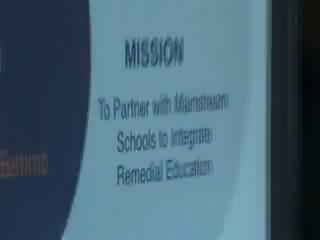 MISSION
To Partner with Mainstream
Schools to Integrate
Remedial Education